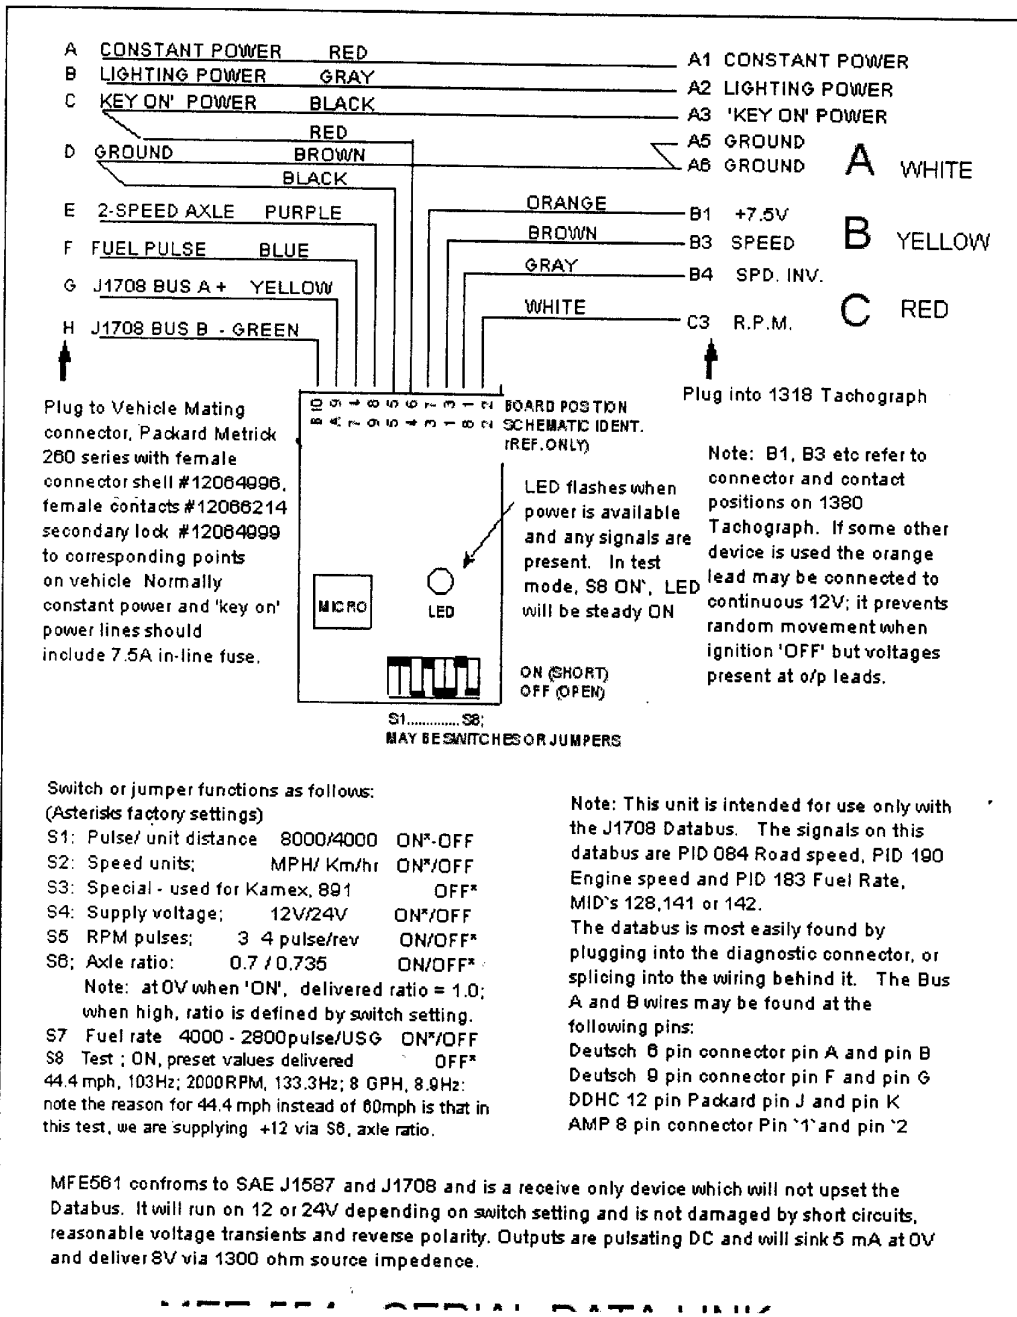 A CONSTANT POWER RED A1 CONSTANT POWER
B LIGHTING POWER GRAY A2 LIGHTING POWER
C KEY ON' POWER BLACK A3 'KEY ON' POWER
RED A5 GROUND
D GROUND BROWN A6 GROUND
A WHITE
BLACK
E 2-SPEED AXLE PURPLE ORANGE B1 +7.5V
F FUEL PULSE BLUE BROWN B3 SPEED
B YELLOW
G J1708 BUS A + YELLOW GRAY B4 SPD. INV.
H J1708 BUS B - GREEN WHITE C3 R.P.M.
C RED
Plug into 1318 Tachograph
Plug to Vehicle Mating
connector, Packard Metrick
260 series with female
connector shell #12064996,
female contacts #12066214
secondary lock #12064999
to corresponding points
on vehicle Normally
constant power and 'key on'
power lines should
include 7.5A in-line fuse.
BOARD POSTION
SCHEMATIC IDENT.
(REF.ONLY)
LED flashes when
power is available
and any signals are
present. In test
mode, S8 ON`, LED
will be steady ON
MICRO
LED
ON (SHORT)
OFF (OPEN)
S1..............S8;
MAY BE SWITCHES OR JUMPERS
Note: B1, B3 etc refer to
connector and contact
positions on 1380
Tachograph. If some other
device is used the orange
lead may be connected to
continuous 12V; it prevents
random movement when
ignition 'OFF' but voltages
present at o/p leads.
Switch or jumper functions as follows:
(Asterisks factory settings)
S1: Pulse/ unit distance 8000/4000 ON*-OFF
S2: Speed units; MPH/ Km/hr ON*/OFF
S3: Special - used for Kamex, 891 OFF*
S4: Supply voltage; 12V/24V ON*/OFF
S5 RPM pulses; 3 4 pulse/rev ON/OFF*
S6; Axle ratio: 0.7 / 0.735 ON/OFF*
Note: at 0V when 'ON', delivered ratio = 1.0;
when high, ratio is defined by switch setting.
S7 Fuel rate 4000 - 2800pulse/USG ON*/OFF
S8 Test ; ON, preset values delivered OFF*
44.4 mph, 103Hz; 2000RPM, 133.3Hz; 8 GPH, 8.9Hz:
note the reason for 44.4 mph instead of 60mph is that in
this test, we are supplying +12 via S6, axle ratio.
Note: This unit is intended for use only with
the J1708 Databus. The signals on this
databus are PID 084 Road speed, PID 190
Engine speed and PID 183 Fuel Rate,
MID`s 128,141 or 142.
The databus is most easily found by
plugging into the diagnostic connector, or
splicing into the wiring behind it. The Bus
A and B wires may be found at the
following pins:
Deutsch 6 pin connector pin A and pin B
Deutsch 9 pin connector pin F and pin G
DDHC 12 pin Packard pin J and pin K
AMP 8 pin connector Pin `1`and pin `2
MFE561 confroms to SAE J1587 and J1708 and is a receive only device which will not upset the
Databus. It will run on 12 or 24V depending on switch setting and is not damaged by short circuits,
reasonable voltage transients and reverse polarity. Outputs are pulsating DC and will sink 5 mA at 0V
and deliver 8V via 1300 ohm source impedence.